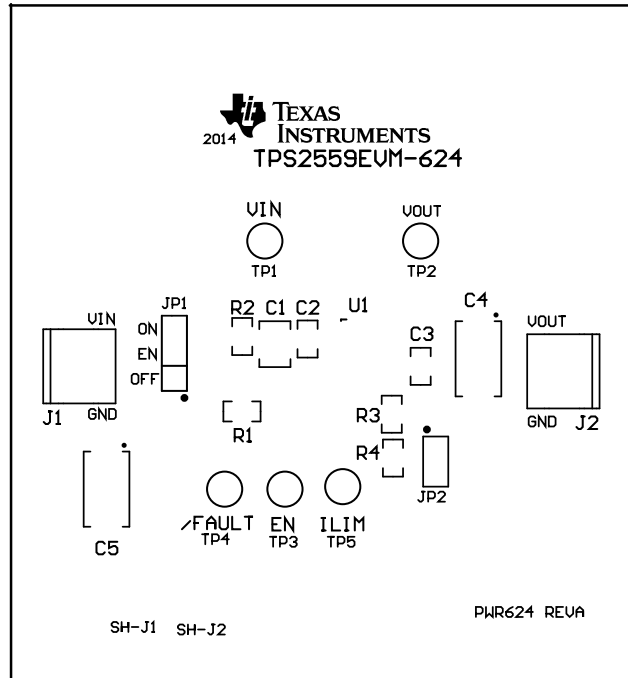 TEXAS
INSTRUMENTS
2014
TPS2559EVM-624
VIN
VOUT
TP1
TP2
JP1
R2
C1
C2
U1
C4
VIN
ON
VOUT
C3
EN
OFF
J1
GND
R1
R3
GND
J2
R4
JP2
C5
/FAULT
EN
ILIM
TP4
TP3
TP5
SH-J1
SH-J2
PWR624 REVA